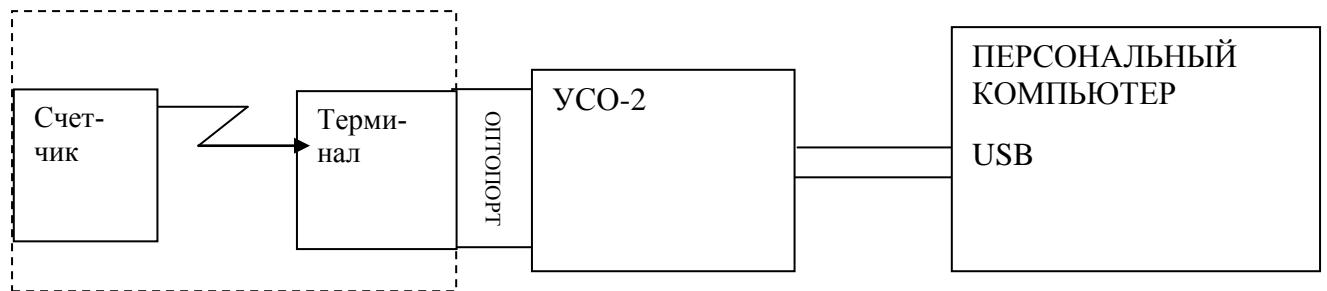 Счет-
чик
Терми-
нал
ОПТОПОРТ
УСО-2
ПЕРСОНАЛЬНЫЙ
КОМПЬЮТЕР
USB